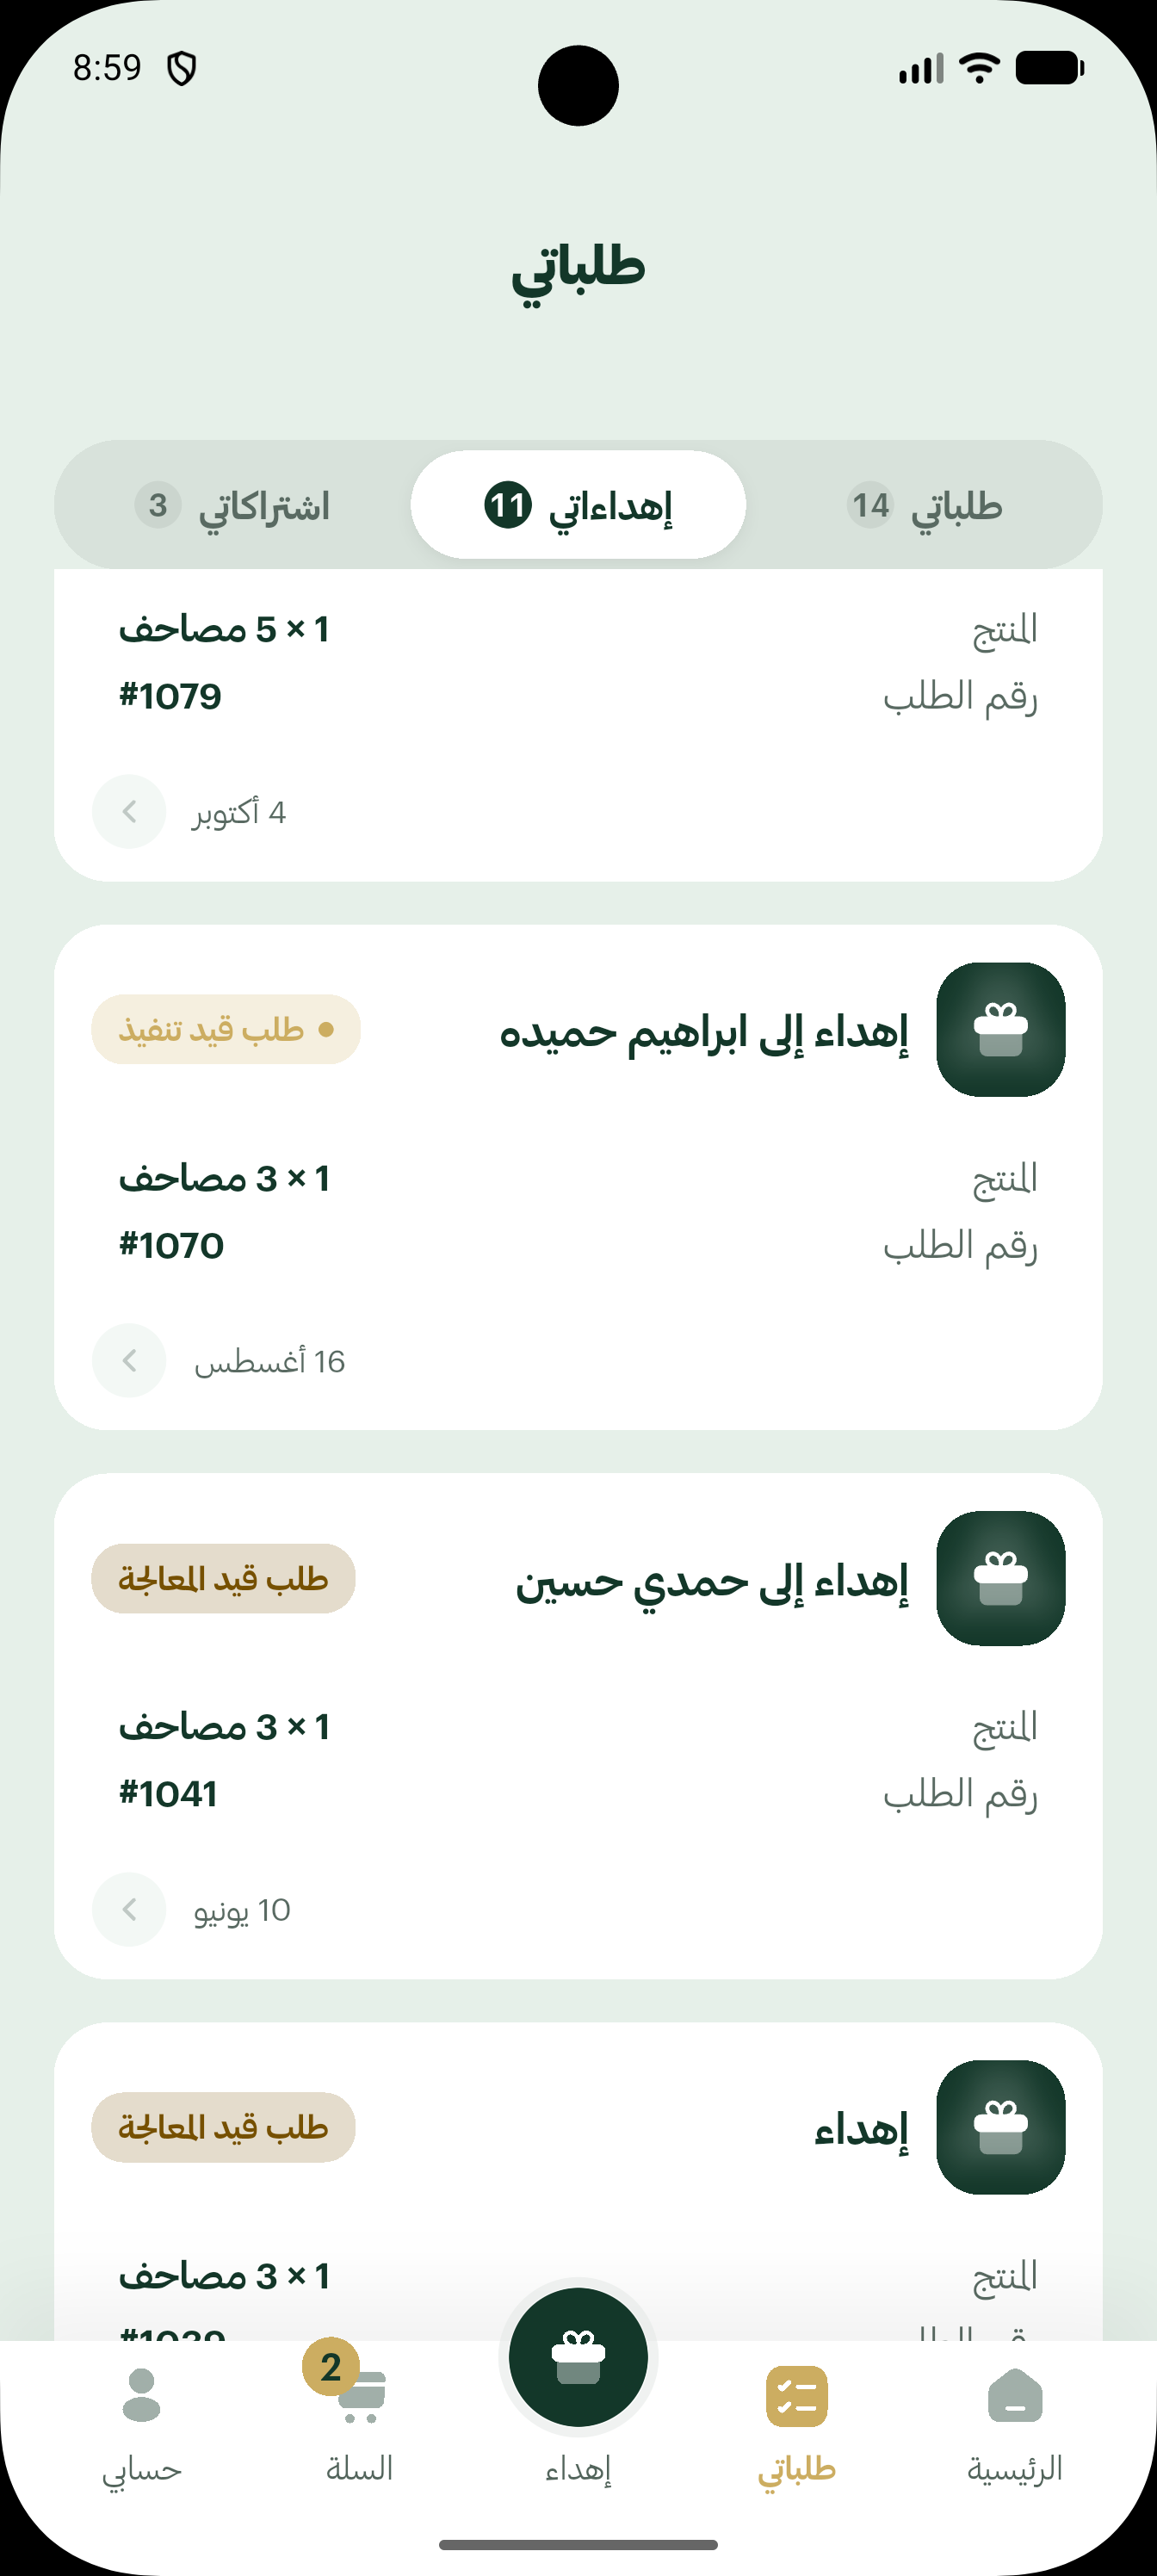 8:59
طلباتي
طلباتي 14
إهداءاتي 11
اشتراكاتي 3
المنتج 1 × 5 مصاحف
رقم الطلب #1079
4 أكتوبر
إهداء إلى ابراهيم حميده طلب قيد تنفيذ
المنتج 1 × 3 مصاحف
رقم الطلب #1070
16 أغسطس
إهداء إلى حمدي حسين طلب قيد المعالجة
المنتج 1 × 3 مصاحف
رقم الطلب #1041
10 يونيو
إهداء طلب قيد المعالجة
المنتج 1 × 3 مصاحف
2
الرئيسية
طلباتي
إهداء
السلة
حسابي